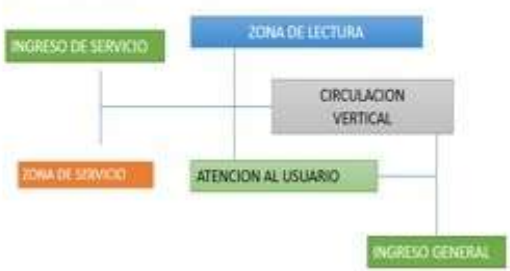 INGRESO DE SERVICIO
ZONA DE LECTURA
CIRCULACION
VERTICAL
ZONA DE SERVICIO
ATENCION AL USUARIO
INGRESO GENERAL